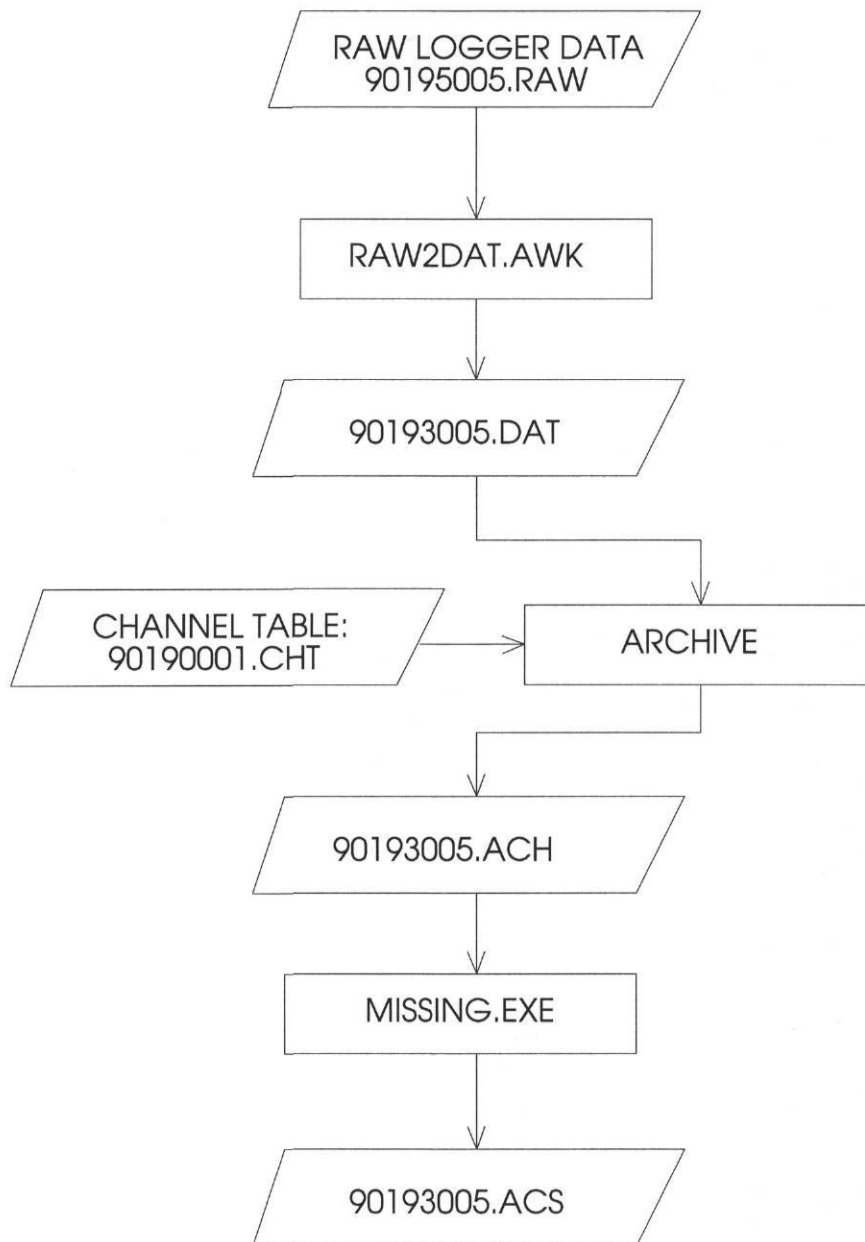 RAW LOGGER DATA
90195005.RAW
RAW2DAT.AWK
90193005.DAT
CHANNEL TABLE:
90190001.CHT
ARCHIVE
90193005.ACH
MISSING.EXE
90193005.ACS